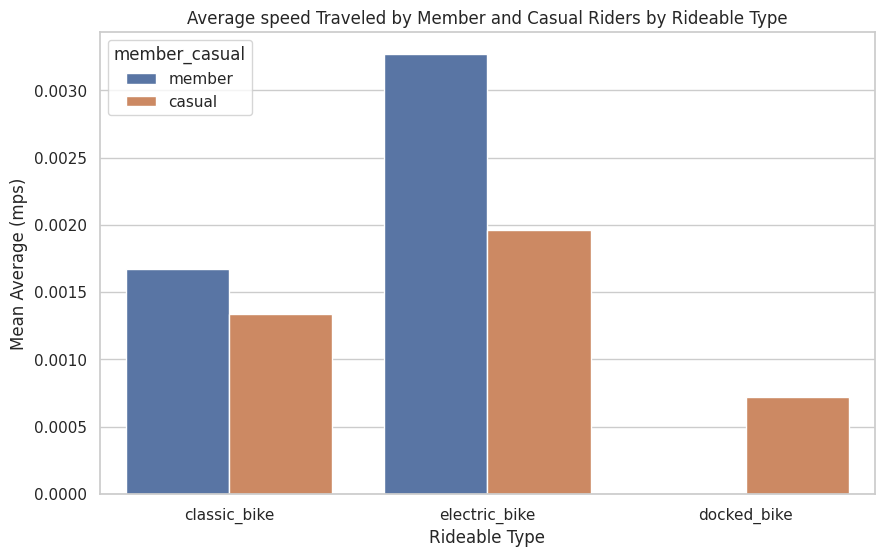 Average speed Traveled by Member and Casual Riders by Rideable Type
member_casual
member
casual
Mean Average (mps)
0.0030
0.0025
0.0020
0.0015
0.0010
0.0005
0.0000
classic_bike
electric_bike
docked_bike
Rideable Type